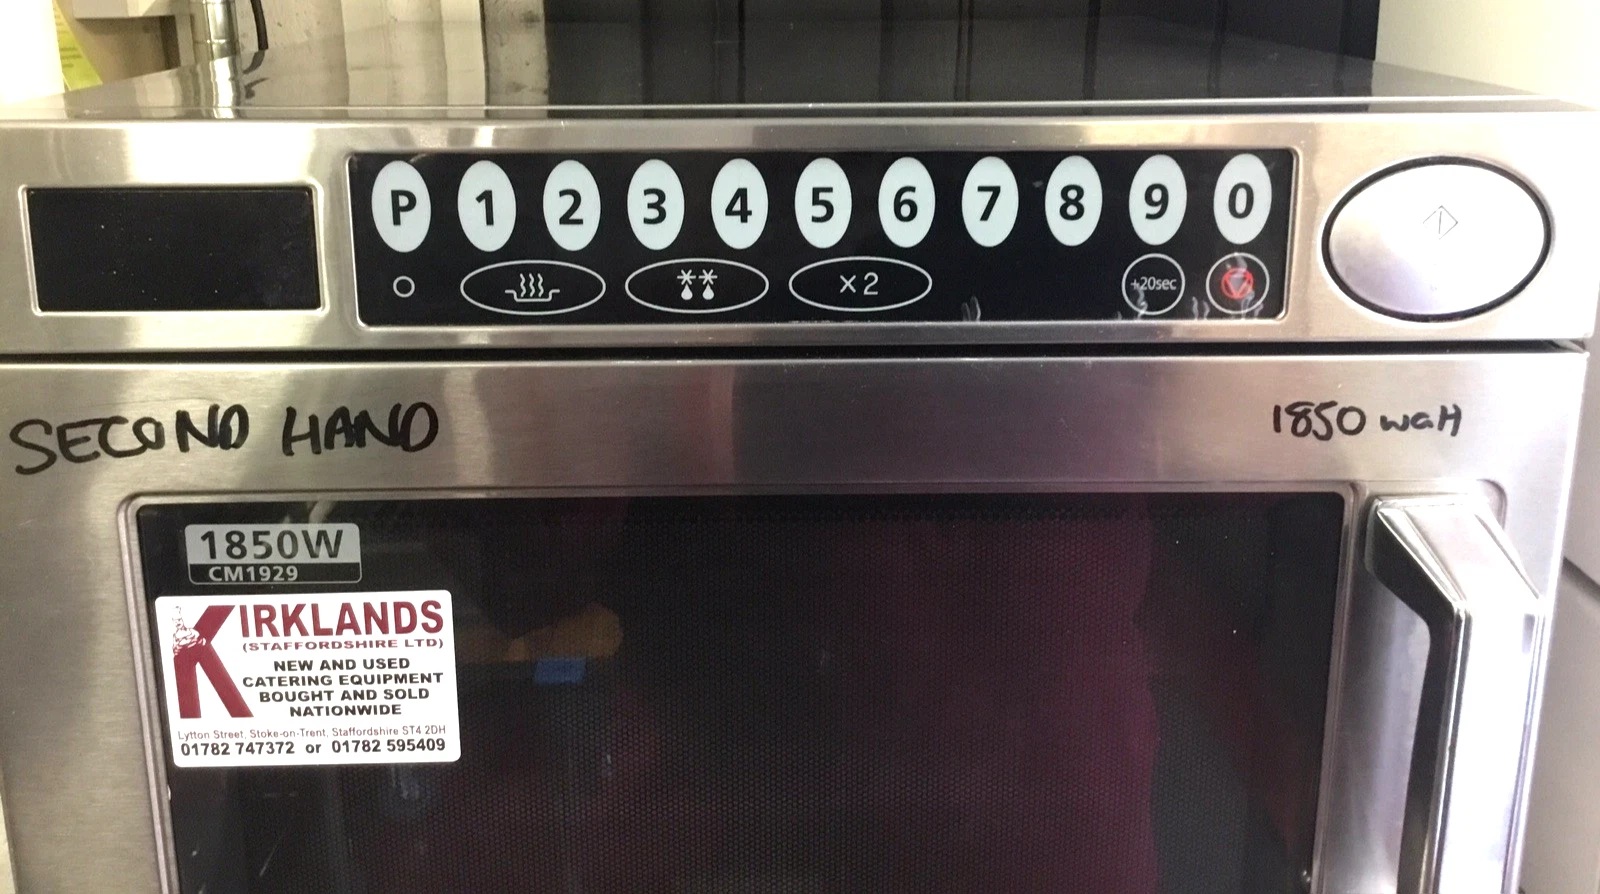 P 1 2 3 4 5 6 7 8 9 0
×2 +20sec
SECOND HAND
1850 watt
1850W
CM1929
KIRKLANDS
(STAFFORDSHIRE LTD)
NEW AND USED
CATERING EQUIPMENT
BOUGHT AND SOLD
NATIONWIDE
Lytton Street, Stoke-on-Trent, Staffordshire ST4 2DH
01782 747372 or 01782 595409